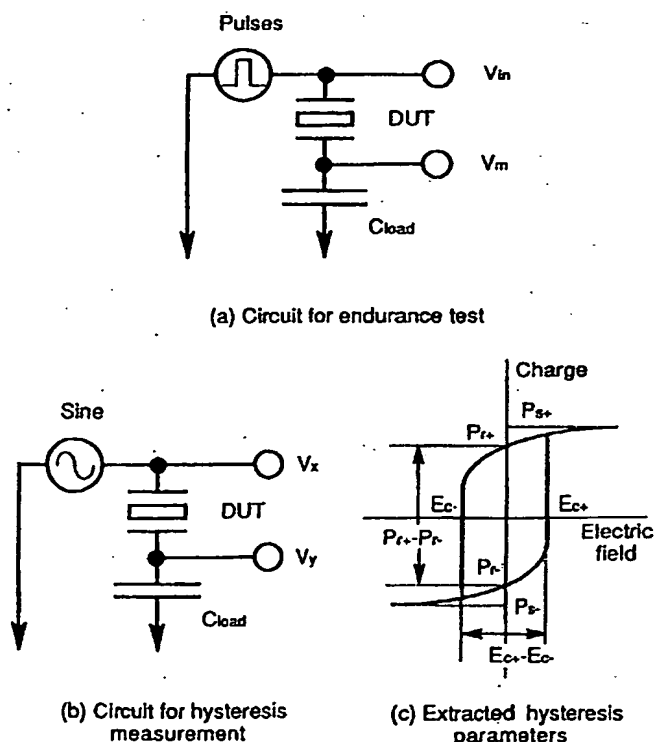 Pulses
Vin
DUT
Vm
Cload
(a) Circuit for endurance test
Sine
Vx
DUT
Vy
Cload
(b) Circuit for hysteresis
measurement
Charge
Ps+
Pr+
Ec-
Ec+
Electric
field
Pr+-Pr-
Pr-
Ps-
Ec+-Ec-
(c) Extracted hysteresis
parameters